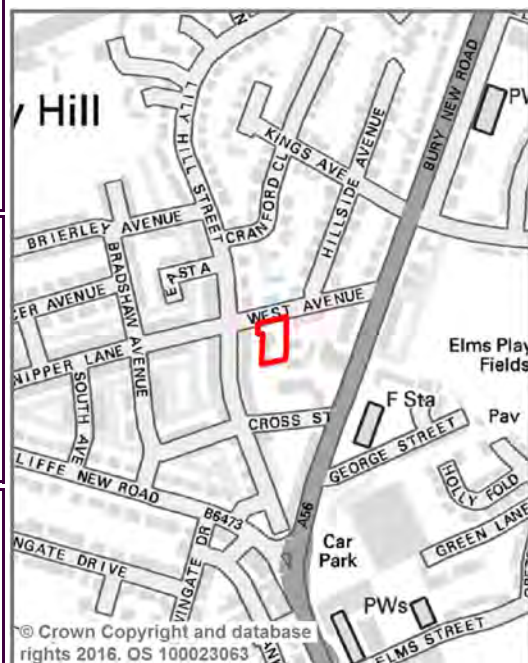 PW
LILY HILL STREET
BURY NEW ROAD
y Hill
KINGS AVE
HILLSIDE AVENUE
CRANFORD CL
BRIERLEY AVENUE
BRADSHAW AVENUE
EAST A
CER AVENUE
WEST AVENUE
NIPPER LANE
Elms Play
Fields
SOUTH AVE
F Sta
CROSS ST
Pav
GEORGE STREET
CLIFFE NEW ROAD
HOLLY FOLD
B6473
A56
GREEN LANE
WINGATE DR
NGATE DRIVE
Car
Park
PWs
ELMS STREET
© Crown Copyright and database
rights 2016. OS 100023063